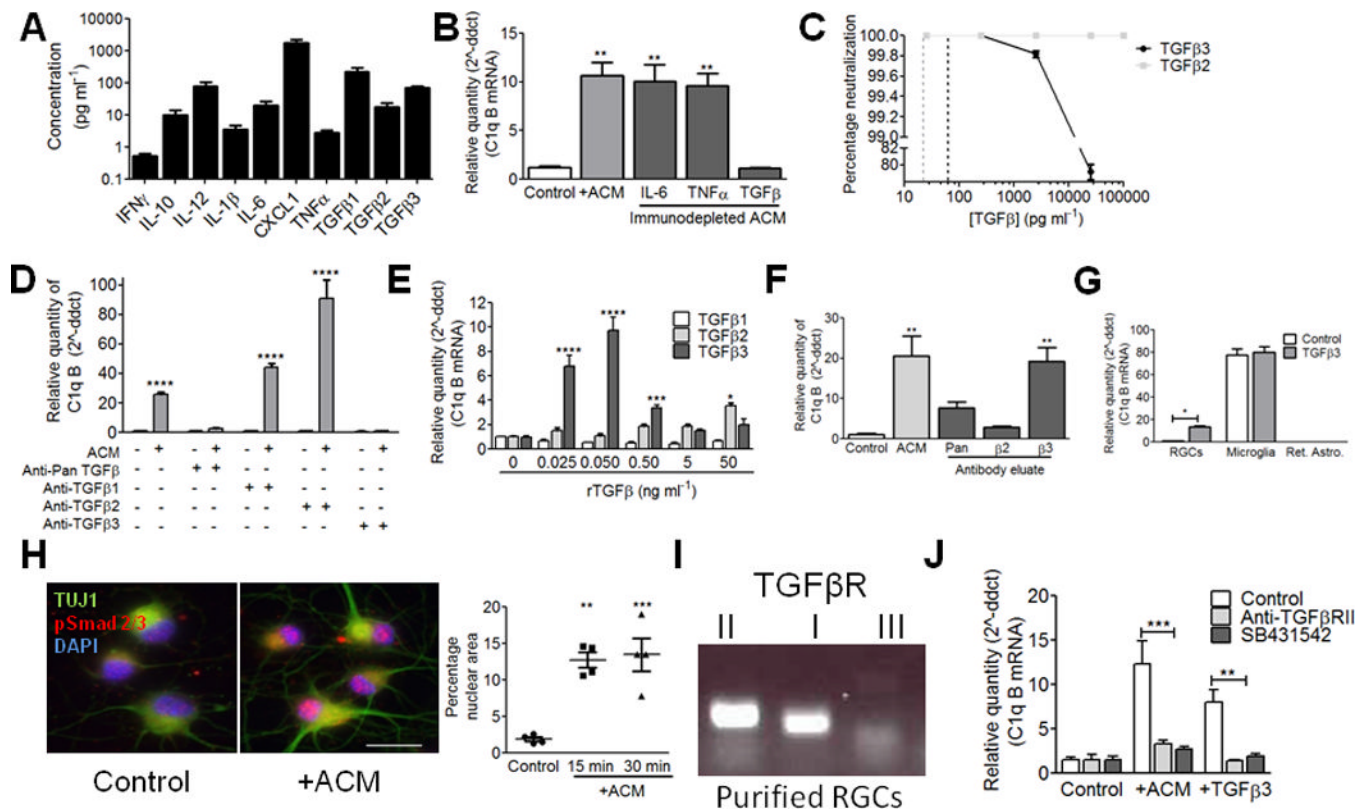 A
Concentration
(pg ml⁻¹)
10000
1000
100
10
1
0.1
IFNγ
IL-10
IL-12
IL-1β
IL-6
CXCL1
TNFα
TGFβ1
TGFβ2
TGFβ3
B
Relative quantity (2^-ddct)
(C1q B mRNA)
15
10
5
0
** ** **
Control +ACM IL-6 TNFα TGFβ
Immunodepleted ACM
C
Percentage neutralization
100.0
99.8
99.6
99.4
99.2
99.0
82
80
10 100 1000 10000 100000
[TGFβ] (pg ml⁻¹)
TGFβ3
TGFβ2
D
Relative quantity of
C1q B (2^-ddct)
100
80
60
40
20
0
**** **** ****
ACM - + - + - + - + - +
Anti-Pan TGFβ - - + + - - - - - -
Anti-TGFβ1 - - - - + + - - - -
Anti-TGFβ2 - - - - - - + + - -
Anti-TGFβ3 - - - - - - - - + +
E
Relative quantity (2^-ddct)
(C1q B mRNA)
12
10
8
6
4
2
0
**** **** *** *
TGFβ1
TGFβ2
TGFβ3
0 0.025 0.050 0.50 5 50
rTGFβ (ng ml⁻¹)
F
Relative quantity of
C1q B (2^-ddct)
30
20
10
0
** **
Control ACM Pan β2 β3
Antibody eluate
G
Relative quantity (2^-ddct)
(C1q B mRNA)
100
80
60
40
20
0
*
Control
TGFβ3
RGCs Microglia Ret. Astro.
H
TUJ1
pSmad 2/3
DAPI
Control +ACM
Percentage
nuclear area
20
15
10
5
0
** ***
Control 15 min 30 min
+ACM
I
TGFβR
II I III
Purified RGCs
J
Relative quantity (2^-ddct)
(C1q B mRNA)
20
15
10
5
0
*** **
Control
Anti-TGFβRII
SB431542
Control +ACM +TGFβ3